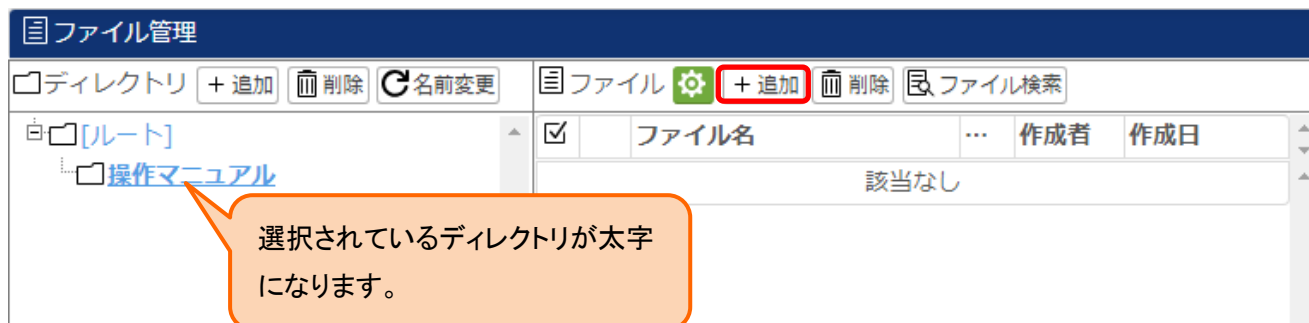 ファイル管理
ディレクトリ + 追加 削除 名前変更 ファイル + 追加 削除 ファイル検索
[ルート] ファイル名 … 作成者 作成日
操作マニュアル 該当なし
選択されているディレクトリが太字
になります。